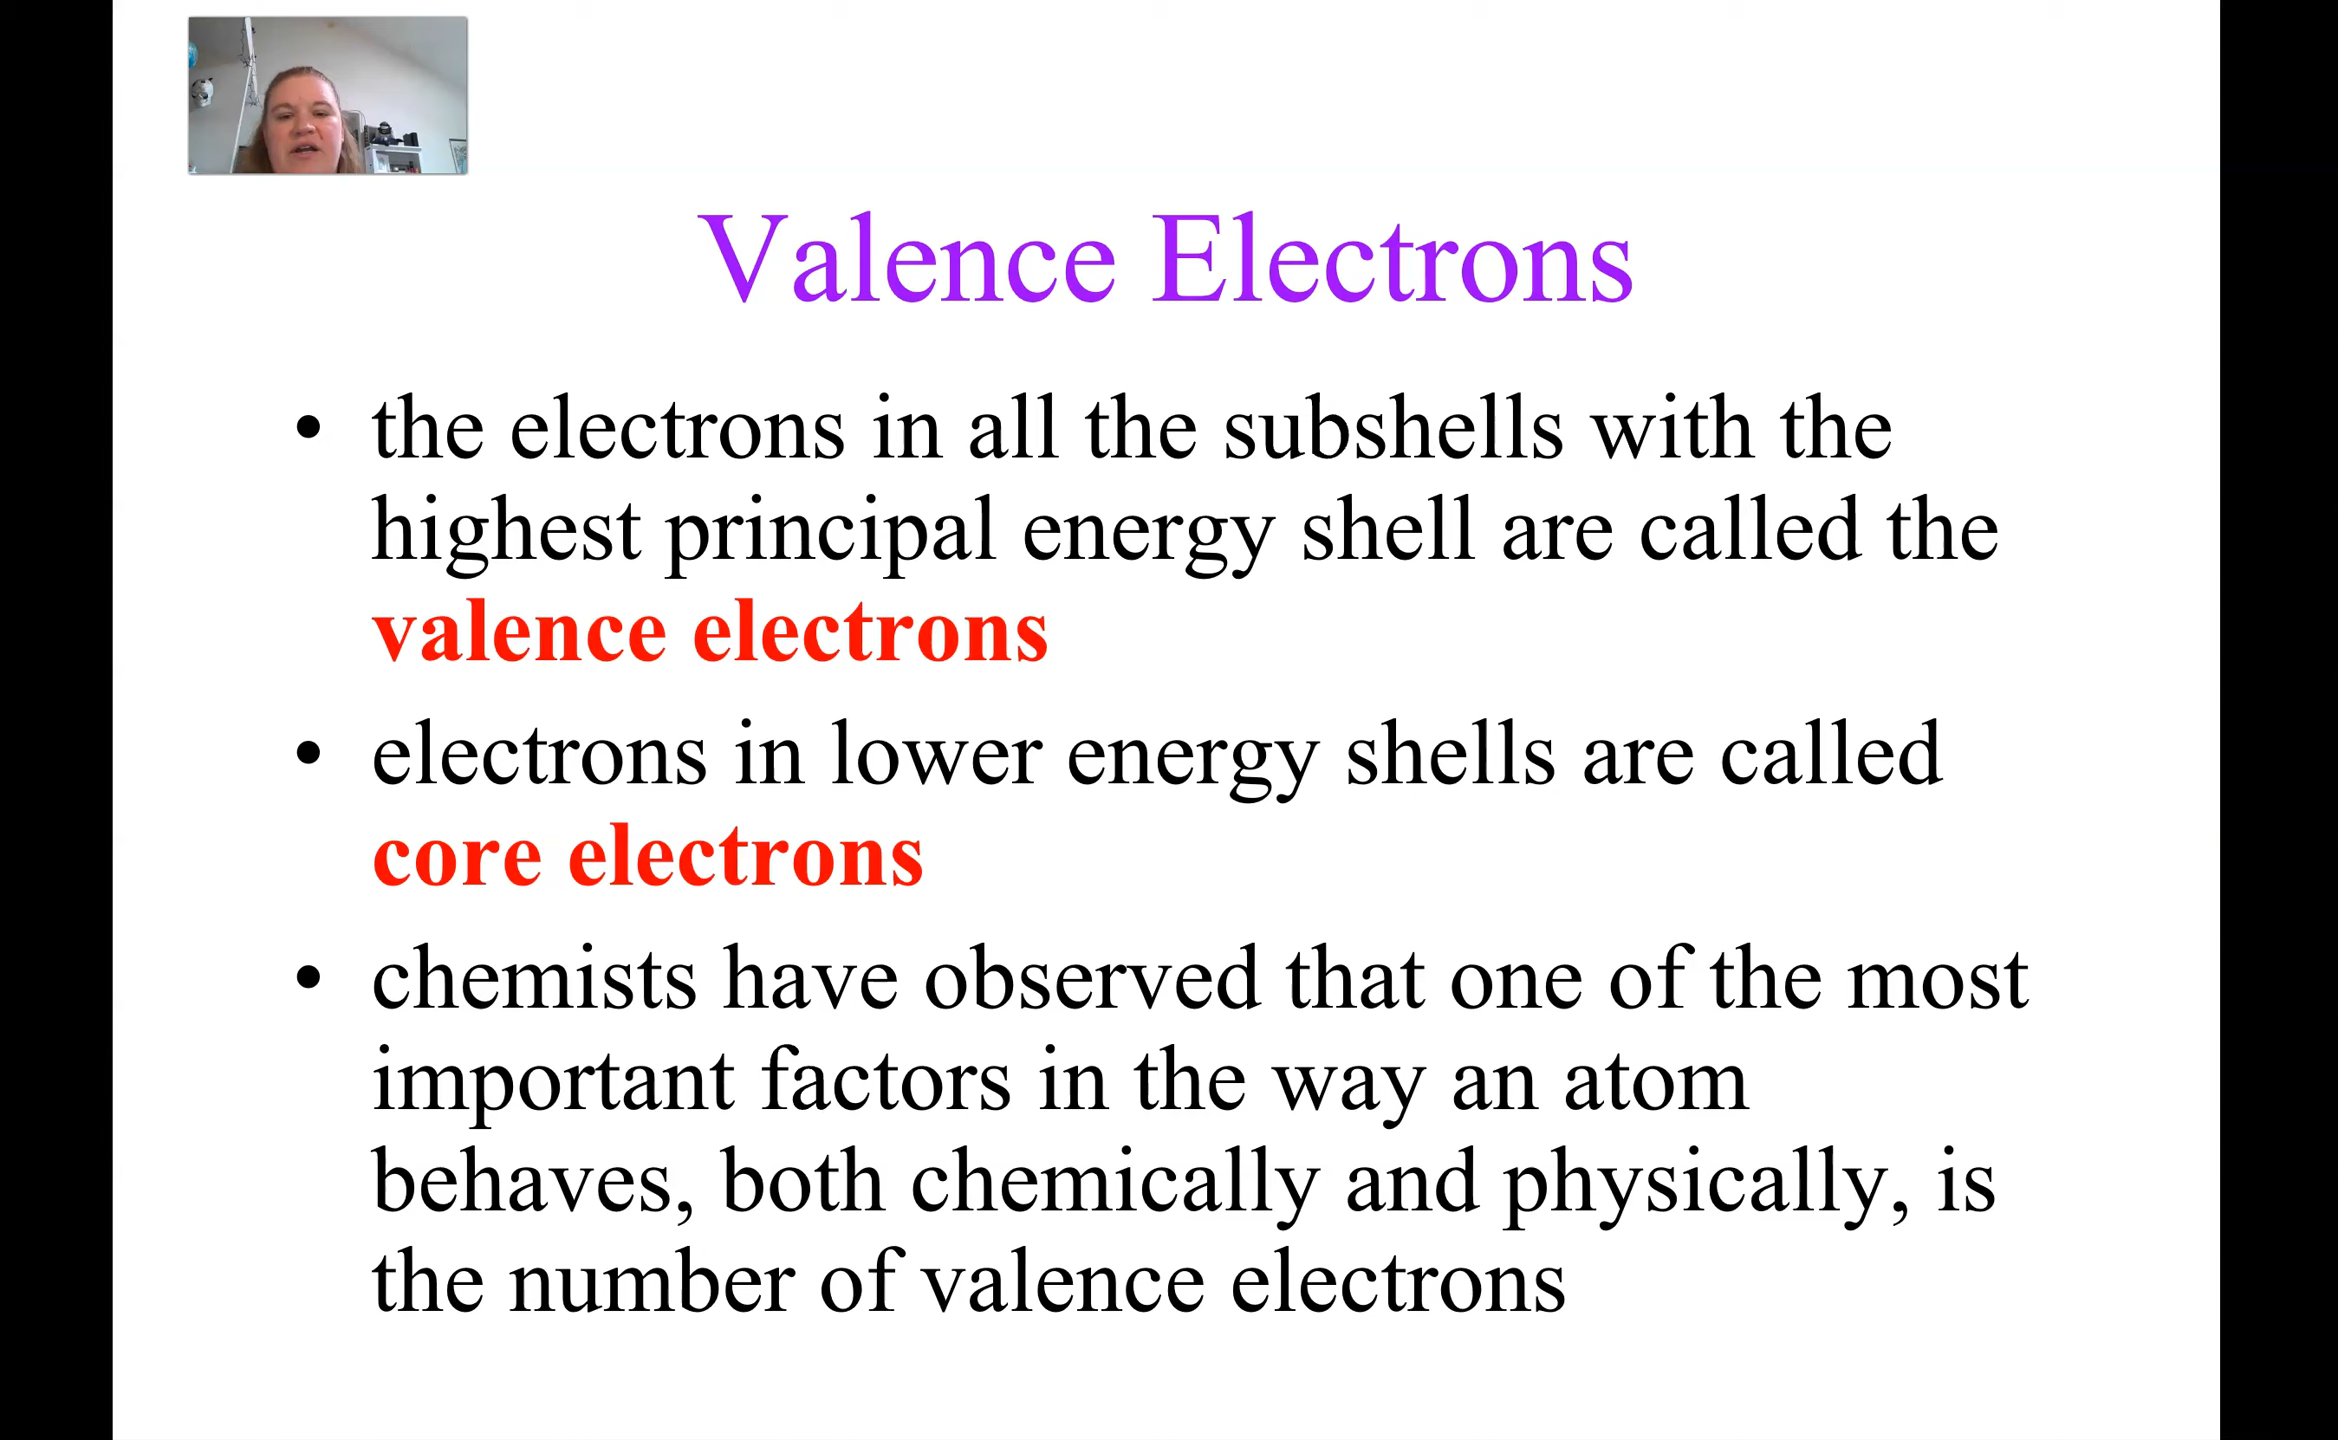 Valence Electrons
• the electrons in all the subshells with the
highest principal energy shell are called the
valence electrons
• electrons in lower energy shells are called
core electrons
• chemists have observed that one of the most
important factors in the way an atom
behaves, both chemically and physically, is
the number of valence electrons